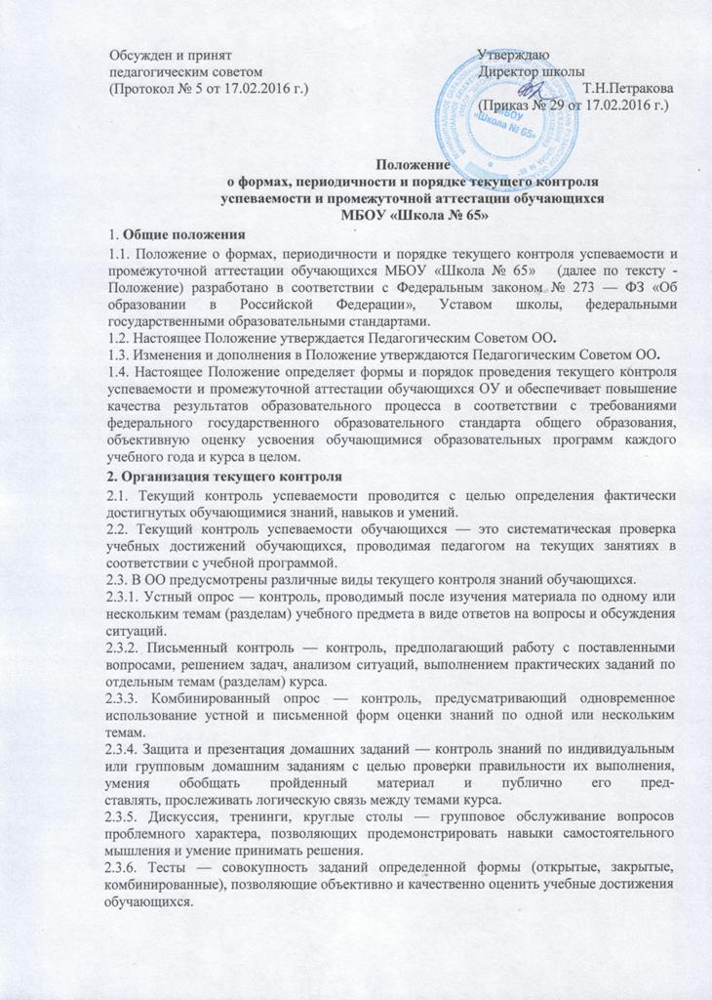 Обсужден и принят
Утверждаю
педагогическим советом
Директор школы
(Протокол № 5 от 17.02.2016 г.)
Т.Н.Петракова
(Приказ № 29 от 17.02.2016 г.)
МБОУ
«Школа № 65»
Положение
о формах, периодичности и порядке текущего контроля
успеваемости и промежуточной аттестации обучающихся
МБОУ «Школа № 65»
1. Общие положения
1.1. Положение о формах, периодичности и порядке текущего контроля успеваемости и
промежуточной аттестации обучающихся МБОУ «Школа № 65» (далее по тексту -
Положение) разработано в соответствии с Федеральным законом № 273 — ФЗ «Об
образовании в Российской Федерации», Уставом школы, федеральными
государственными образовательными стандартами.
1.2. Настоящее Положение утверждается Педагогическим Советом ОО.
1.3. Изменения и дополнения в Положение утверждаются Педагогическим Советом ОО.
1.4. Настоящее Положение определяет формы и порядок проведения текущего контроля
успеваемости и промежуточной аттестации обучающихся ОУ и обеспечивает повышение
качества результатов образовательного процесса в соответствии с требованиями
федерального государственного образовательного стандарта общего образования,
объективную оценку усвоения обучающимися образовательных программ каждого
учебного года и курса в целом.
2. Организация текущего контроля
2.1. Текущий контроль успеваемости проводится с целью определения фактически
достигнутых обучающимися знаний, навыков и умений.
2.2. Текущий контроль успеваемости обучающихся — это систематическая проверка
учебных достижений обучающихся, проводимая педагогом на текущих занятиях в
соответствии с учебной программой.
2.3. В ОО предусмотрены различные виды текущего контроля знаний обучающихся.
2.3.1. Устный опрос — контроль, проводимый после изучения материала по одному или
нескольким темам (разделам) учебного предмета в виде ответов на вопросы и обсуждения
ситуаций.
2.3.2. Письменный контроль — контроль, предполагающий работу с поставленными
вопросами, решением задач, анализом ситуаций, выполнением практических заданий по
отдельным темам (разделам) курса.
2.3.3. Комбинированный опрос — контроль, предусматривающий одновременное
использование устной и письменной форм оценки знаний по одной или нескольким
темам.
2.3.4. Защита и презентация домашних заданий — контроль знаний по индивидуальным
или групповым домашним заданиям с целью проверки правильности их выполнения,
умения обобщать пройденный материал и публично его пред-
ставлять, прослеживать логическую связь между темами курса.
2.3.5. Дискуссия, тренинги, круглые столы — групповое обслуживание вопросов
проблемного характера, позволяющих продемонстрировать навыки самостоятельного
мышления и умение принимать решения.
2.3.6. Тесты — совокупность заданий определенной формы (открытые, закрытые,
комбинированные), позволяющие объективно и качественно оценить учебные достижения
обучающихся.